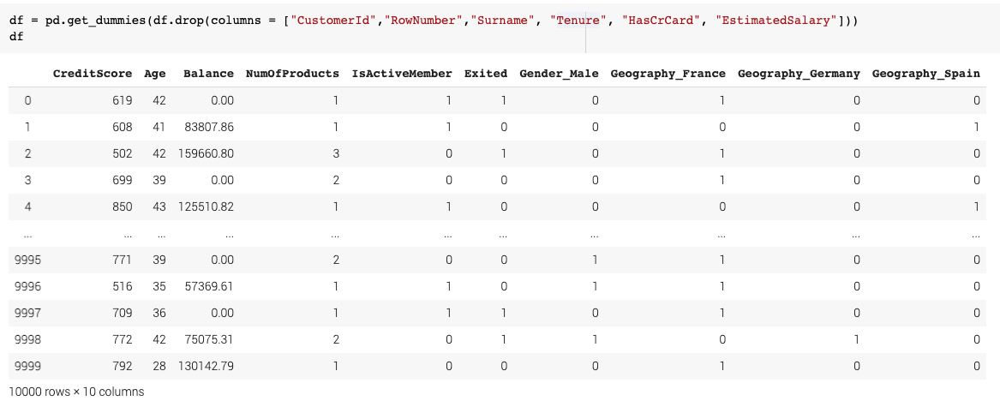 df = pd.get_dummies(df.drop(columns = ["CustomerId","RowNumber","Surname", "Tenure", "HasCrCard", "EstimatedSalary"]))
df
CreditScore Age Balance NumOfProducts IsActiveMember Exited Gender_Male Geography_France Geography_Germany Geography_Spain
0 619 42 0.00 1 1 1 0 1 0 0
1 608 41 83807.86 1 1 0 0 0 0 1
2 502 42 159660.80 3 0 1 0 1 0 0
3 699 39 0.00 2 0 0 0 1 0 0
4 850 43 125510.82 1 1 0 0 0 0 1
... ... ... ... ... ... ... ... ... ... ...
9995 771 39 0.00 2 0 0 1 1 0 0
9996 516 35 57369.61 1 1 0 1 1 0 0
9997 709 36 0.00 1 1 1 0 1 0 0
9998 772 42 75075.31 2 0 1 1 0 1 0
9999 792 28 130142.79 1 0 0 0 1 0 0
10000 rows × 10 columns